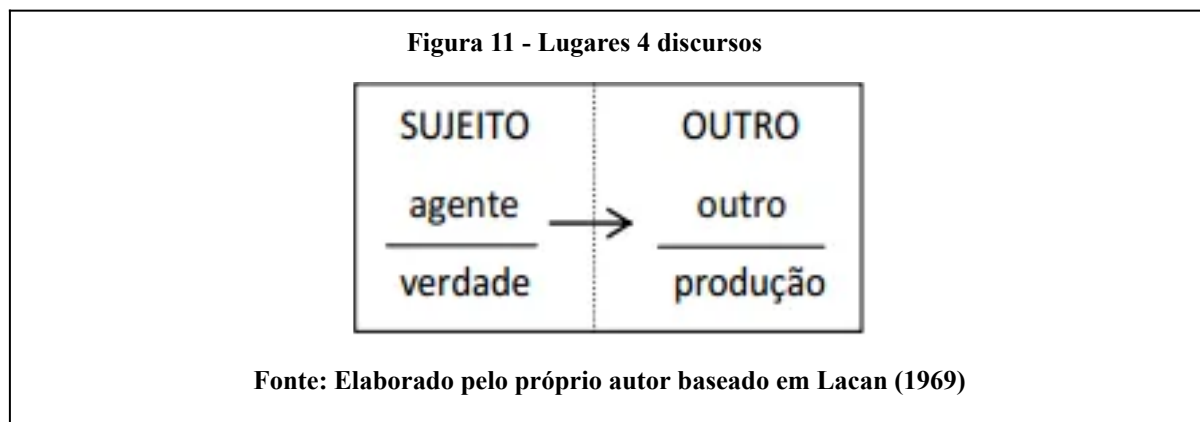 Figura 11 - Lugares 4 discursos
SUJEITO OUTRO
agente outro
verdade produção
Fonte: Elaborado pelo próprio autor baseado em Lacan (1969)